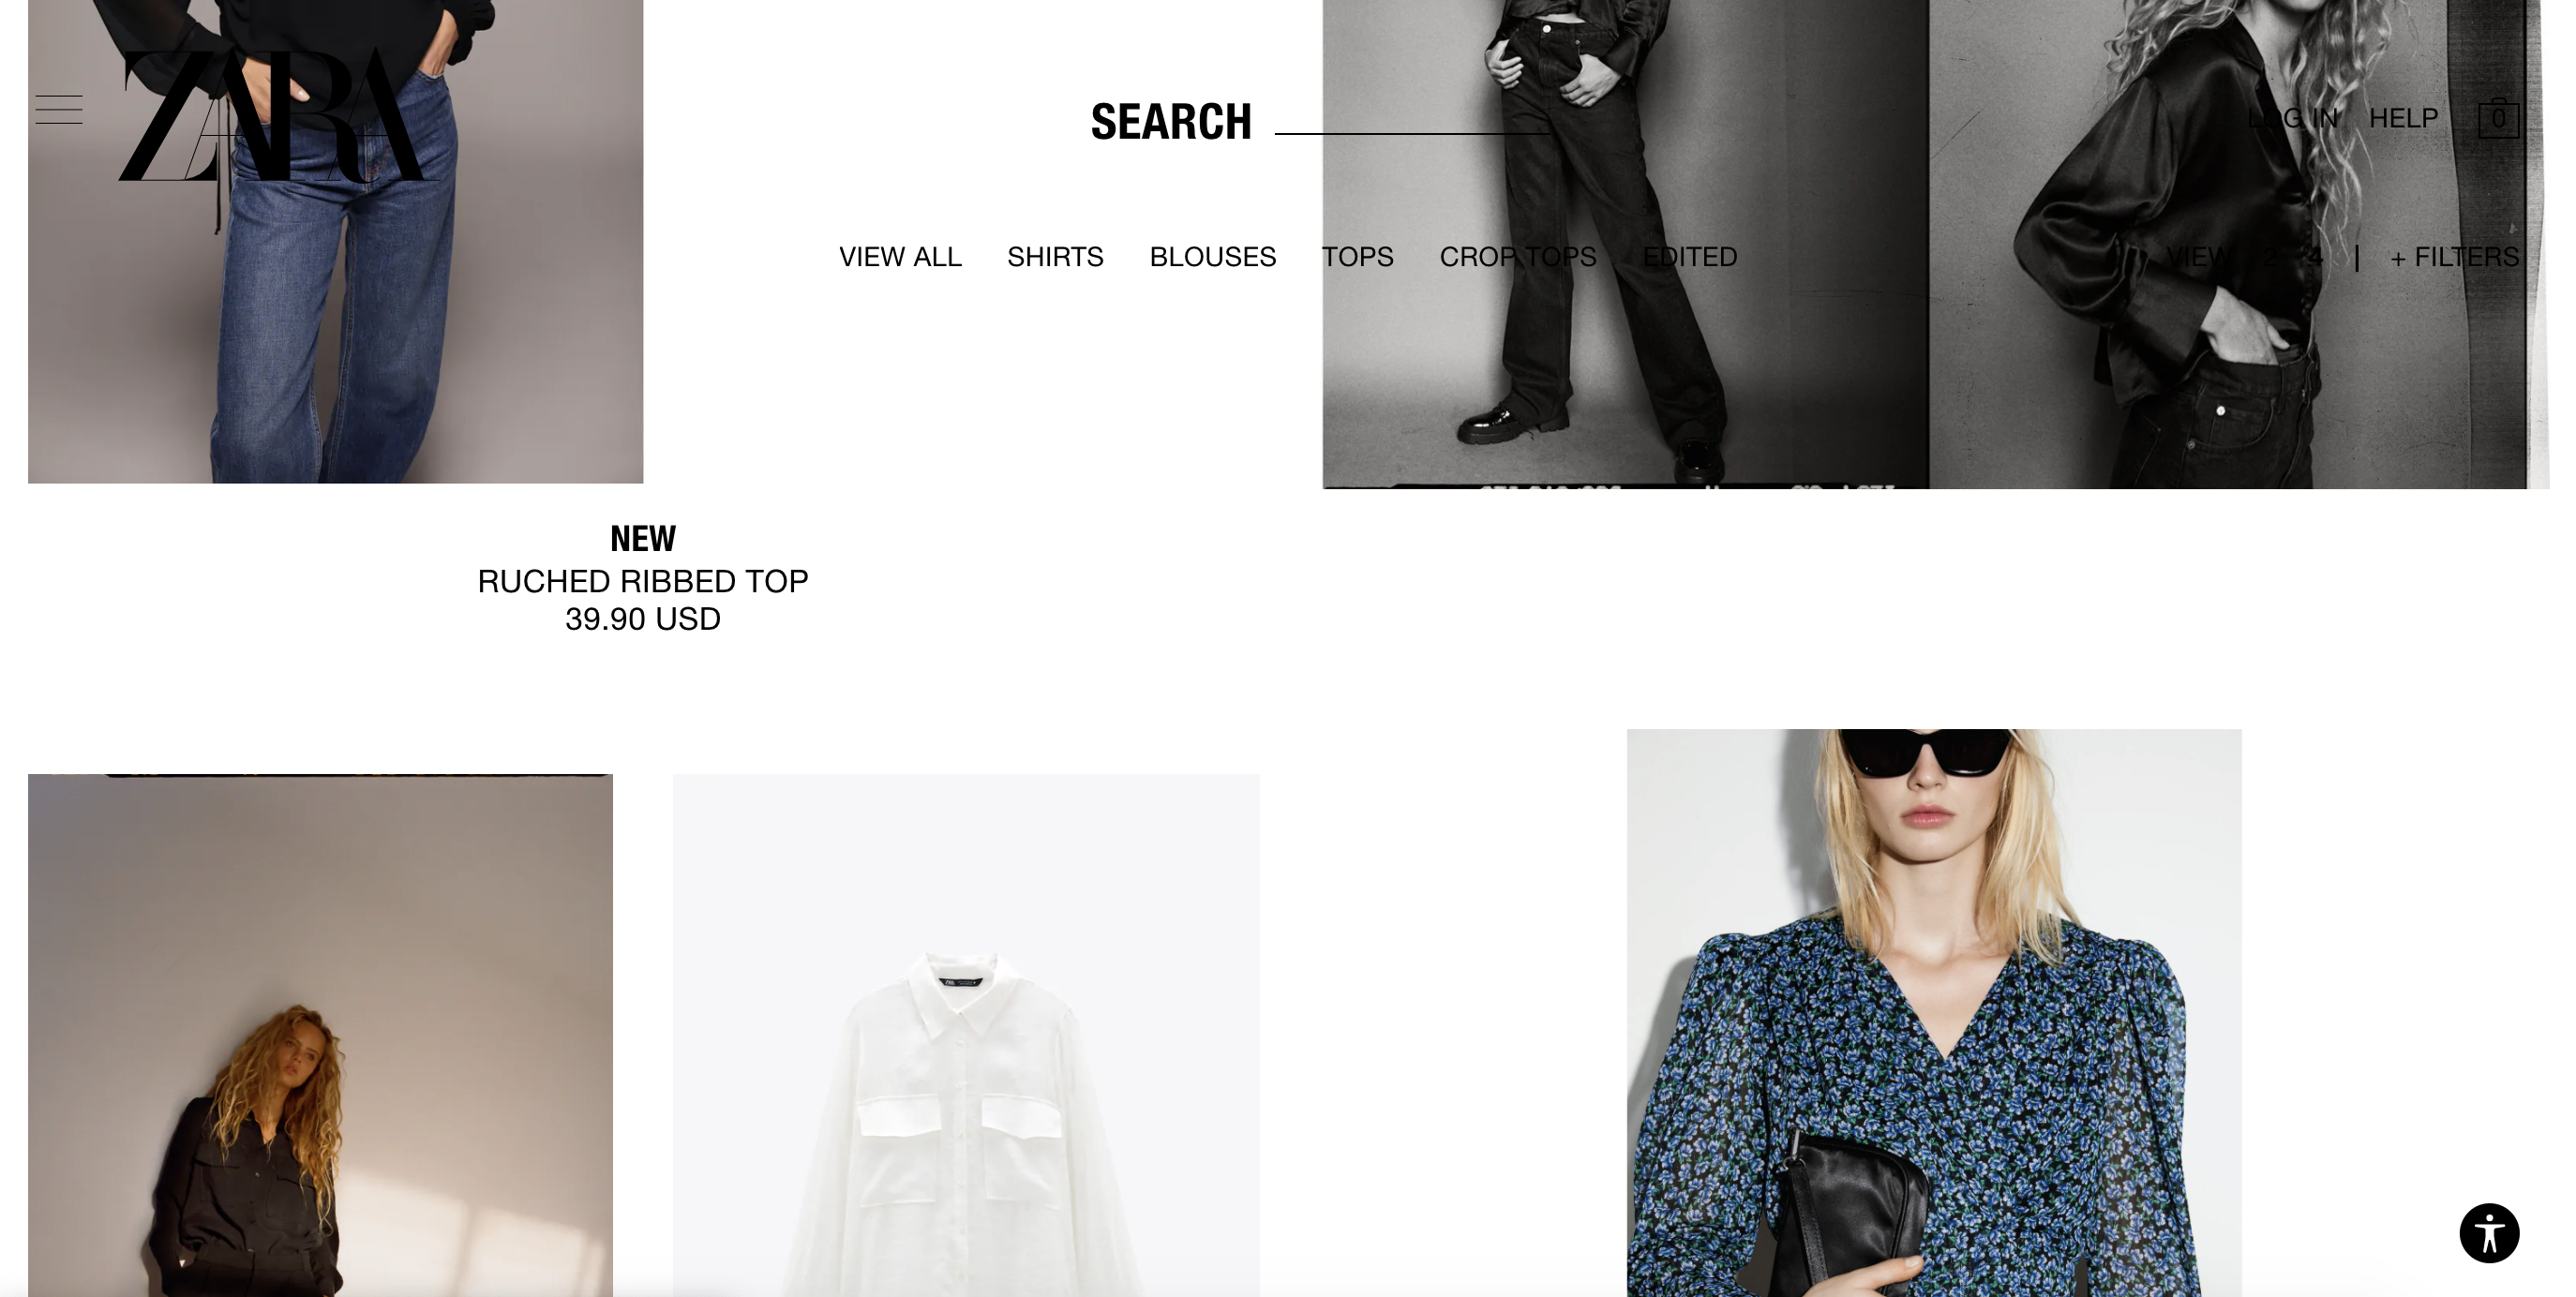 ZARA
SEARCH
LOG IN HELP 0
VIEW ALL SHIRTS BLOUSES TOPS CROP TOPS EDITED
VIEW 2 4 | + FILTERS
NEW
RUCHED RIBBED TOP
39.90 USD